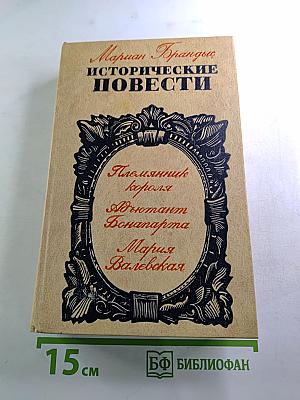 Мариан Брандыс
ИСТОРИЧЕСКИЕ
ПОВЕСТИ
Племянник
короля
Адъютант
Бонапарта
Мария
Валевская
15 см
БФ БИБЛИОФАН